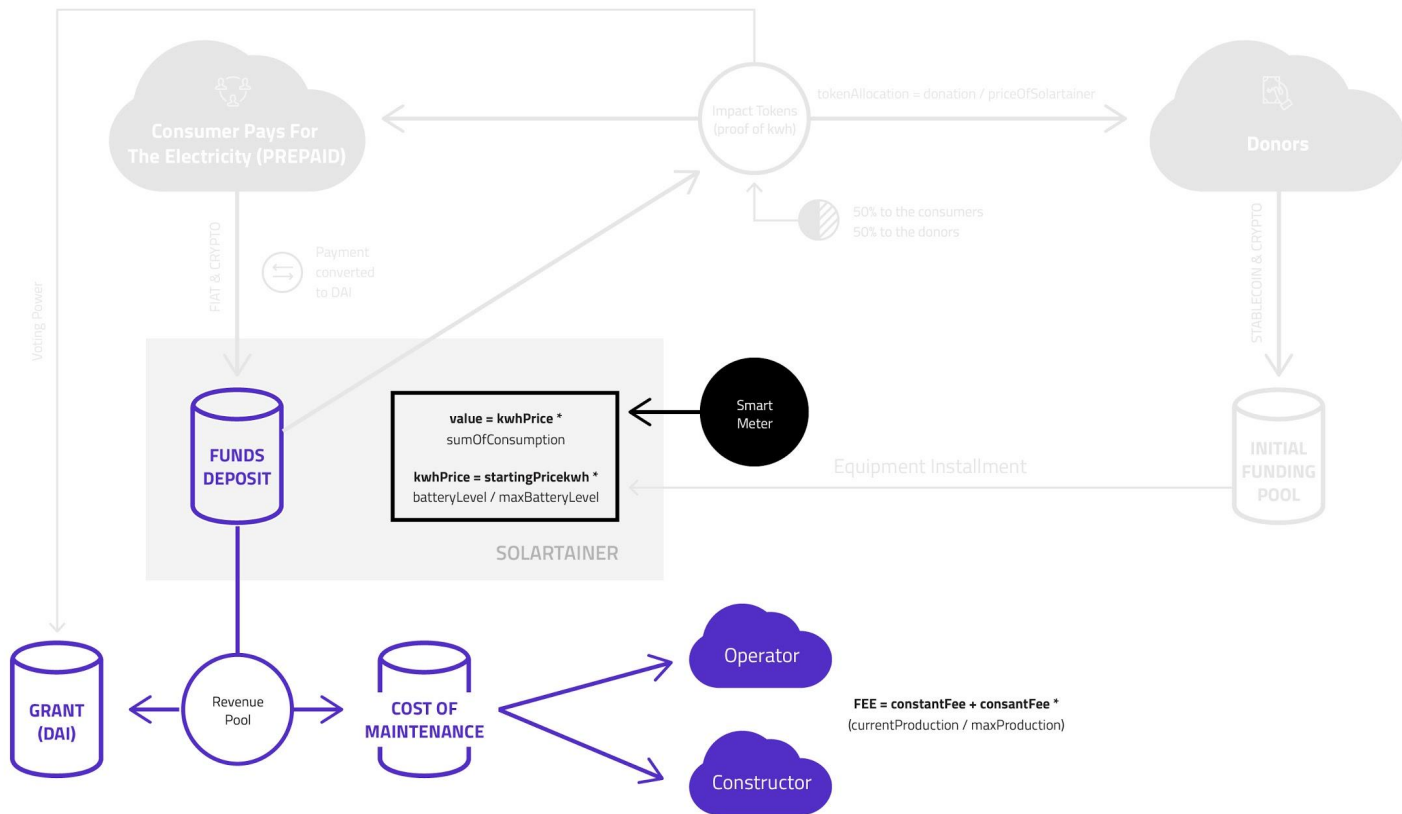 Consumer Pays For
The Electricity (PREPAID)
Impact Tokens
(proof of kwh)
tokenAllocation = donation / priceOfSolartainer
Donors
50% to the consumers
50% to the donors
FIAT & CRYPTO
Payment
converted
to DAI
Voting Power
STABLECOIN & CRYPTO
FUNDS
DEPOSIT
value = kwhPrice *
sumOfConsumption
kwhPrice = startingPricekwh *
batteryLevel / maxBatteryLevel
Smart
Meter
Equipment Installment
INITIAL
FUNDING
POOL
SOLARTAINER
GRANT
(DAI)
Revenue
Pool
COST OF
MAINTENANCE
Operator
FEE = constantFee + consantFee *
(currentProduction / maxProduction)
Constructor